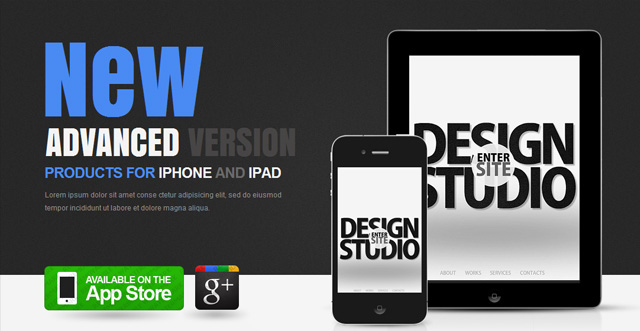 New
ADVANCED VERSION
PRODUCTS FOR IPHONE AND IPAD
Lorem ipsum dolor sit amet conse ctetur adipisicing elit, sed do eiusmod
tempor incididunt ut labore et dolore magna aliqua.
AVAILABLE ON THE
App Store
g+
DESIGN
STUDIO
/ ENTER
SITE
DESIGN
STUDIO
ENTER
SITE
ABOUT WORKS SERVICES CONTACTS